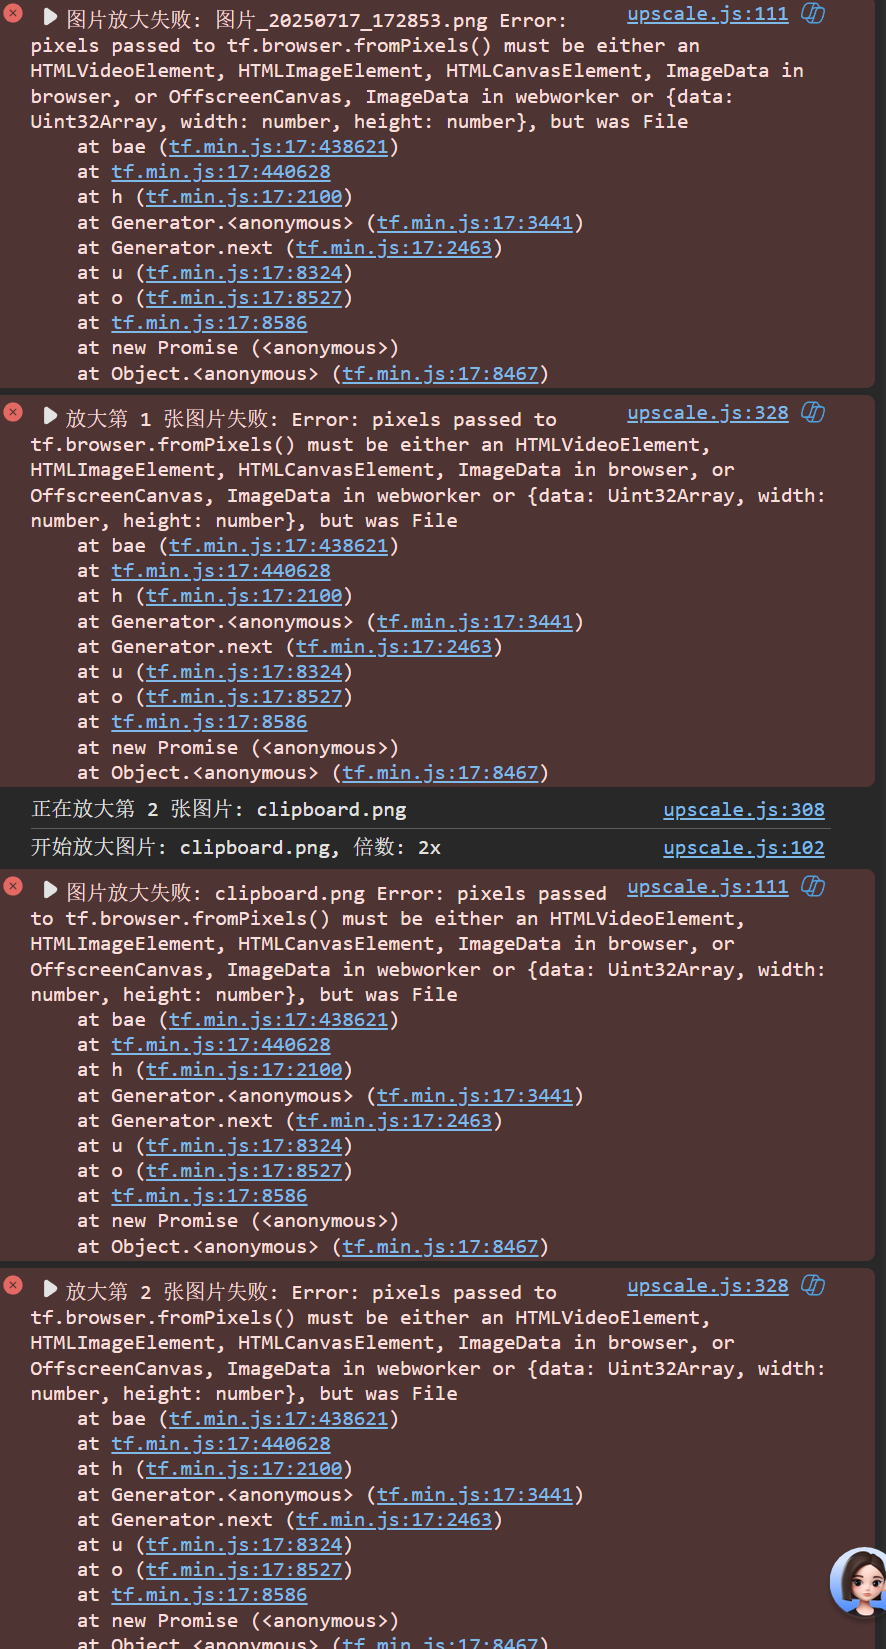 图片放大失败: 图片_20250717_172853.png Error: upscale.js:111
pixels passed to tf.browser.fromPixels() must be either an
HTMLVideoElement, HTMLImageElement, HTMLCanvasElement, ImageData in
browser, or OffscreenCanvas, ImageData in webworker or {data:
Uint32Array, width: number, height: number}, but was File
at bae (tf.min.js:17:438621)
at tf.min.js:17:440628
at h (tf.min.js:17:2100)
at Generator.<anonymous> (tf.min.js:17:3441)
at Generator.next (tf.min.js:17:2463)
at u (tf.min.js:17:8324)
at o (tf.min.js:17:8527)
at tf.min.js:17:8586
at new Promise (<anonymous>)
at Object.<anonymous> (tf.min.js:17:8467)
放大第 1 张图片失败: Error: pixels passed to upscale.js:328
tf.browser.fromPixels() must be either an HTMLVideoElement,
HTMLImageElement, HTMLCanvasElement, ImageData in browser, or
OffscreenCanvas, ImageData in webworker or {data: Uint32Array, width:
number, height: number}, but was File
at bae (tf.min.js:17:438621)
at tf.min.js:17:440628
at h (tf.min.js:17:2100)
at Generator.<anonymous> (tf.min.js:17:3441)
at Generator.next (tf.min.js:17:2463)
at u (tf.min.js:17:8324)
at o (tf.min.js:17:8527)
at tf.min.js:17:8586
at new Promise (<anonymous>)
at Object.<anonymous> (tf.min.js:17:8467)
正在放大第 2 张图片: clipboard.png upscale.js:308
开始放大图片: clipboard.png, 倍数: 2x upscale.js:102
图片放大失败: clipboard.png Error: pixels passed upscale.js:111
to tf.browser.fromPixels() must be either an HTMLVideoElement,
HTMLImageElement, HTMLCanvasElement, ImageData in browser, or
OffscreenCanvas, ImageData in webworker or {data: Uint32Array, width:
number, height: number}, but was File
at bae (tf.min.js:17:438621)
at tf.min.js:17:440628
at h (tf.min.js:17:2100)
at Generator.<anonymous> (tf.min.js:17:3441)
at Generator.next (tf.min.js:17:2463)
at u (tf.min.js:17:8324)
at o (tf.min.js:17:8527)
at tf.min.js:17:8586
at new Promise (<anonymous>)
at Object.<anonymous> (tf.min.js:17:8467)
放大第 2 张图片失败: Error: pixels passed to upscale.js:328
tf.browser.fromPixels() must be either an HTMLVideoElement,
HTMLImageElement, HTMLCanvasElement, ImageData in browser, or
OffscreenCanvas, ImageData in webworker or {data: Uint32Array, width:
number, height: number}, but was File
at bae (tf.min.js:17:438621)
at tf.min.js:17:440628
at h (tf.min.js:17:2100)
at Generator.<anonymous> (tf.min.js:17:3441)
at Generator.next (tf.min.js:17:2463)
at u (tf.min.js:17:8324)
at o (tf.min.js:17:8527)
at tf.min.js:17:8586
at new Promise (<anonymous>)
at Object.<anonymous> (tf.min.js:17:8467)